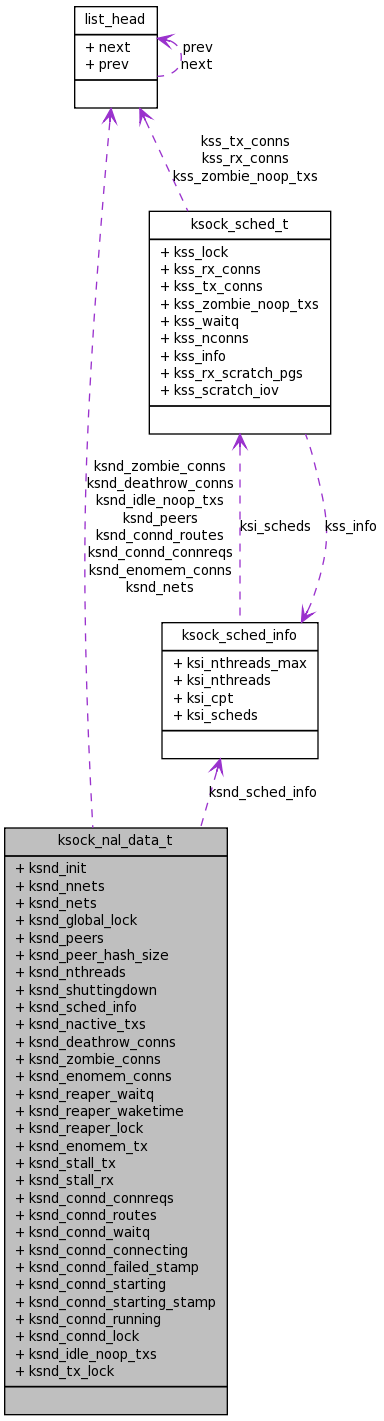 list_head
+ next
+ prev
prev
next
kss_tx_conns
kss_rx_conns
kss_zombie_noop_txs
ksock_sched_t
+ kss_lock
+ kss_rx_conns
+ kss_tx_conns
+ kss_zombie_noop_txs
+ kss_waitq
+ kss_nconns
+ kss_info
+ kss_rx_scratch_pgs
+ kss_scratch_iov
ksnd_zombie_conns
ksnd_deathrow_conns
ksnd_idle_noop_txs
ksnd_peers
ksnd_connd_routes
ksnd_connd_connreqs
ksnd_enomem_conns
ksnd_nets
ksi_scheds
kss_info
ksock_sched_info
+ ksi_nthreads_max
+ ksi_nthreads
+ ksi_cpt
+ ksi_scheds
ksnd_sched_info
ksock_nal_data_t
+ ksnd_init
+ ksnd_nnets
+ ksnd_nets
+ ksnd_global_lock
+ ksnd_peers
+ ksnd_peer_hash_size
+ ksnd_nthreads
+ ksnd_shuttingdown
+ ksnd_sched_info
+ ksnd_nactive_txs
+ ksnd_deathrow_conns
+ ksnd_zombie_conns
+ ksnd_enomem_conns
+ ksnd_reaper_waitq
+ ksnd_reaper_waketime
+ ksnd_reaper_lock
+ ksnd_enomem_tx
+ ksnd_stall_tx
+ ksnd_stall_rx
+ ksnd_connd_connreqs
+ ksnd_connd_routes
+ ksnd_connd_waitq
+ ksnd_connd_connecting
+ ksnd_connd_failed_stamp
+ ksnd_connd_starting
+ ksnd_connd_starting_stamp
+ ksnd_connd_running
+ ksnd_connd_lock
+ ksnd_idle_noop_txs
+ ksnd_tx_lock